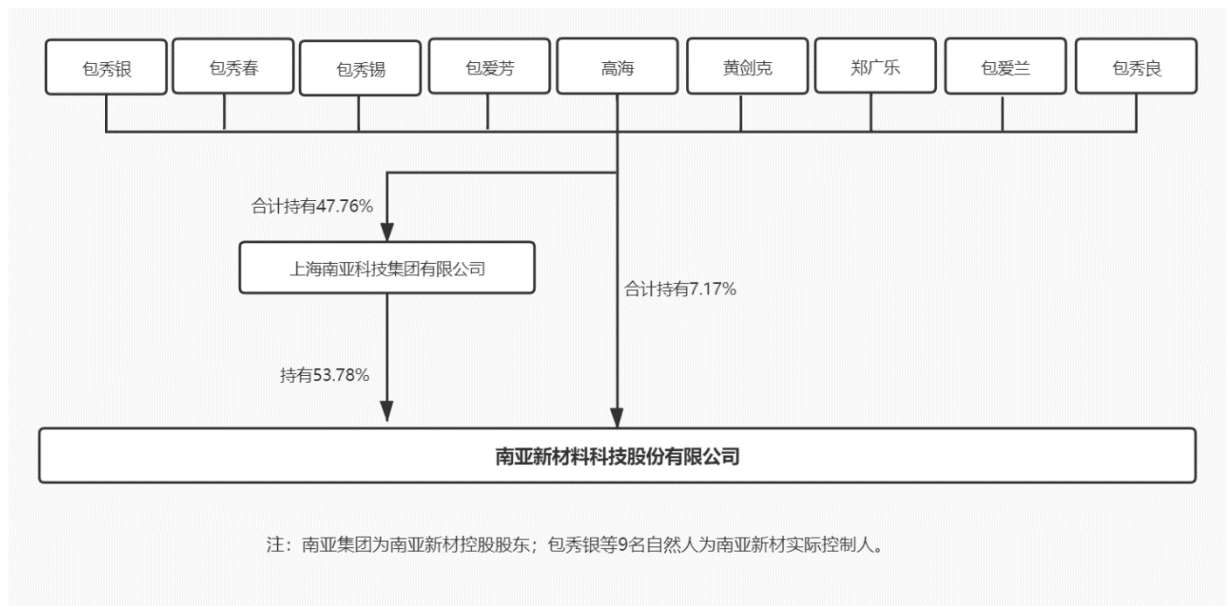 包秀银
包秀春
包秀锡
包爱芳
高海
黄剑克
郑广乐
包爱兰
包秀良
合计持有47.76%
上海南亚科技集团有限公司
合计持有7.17%
持有53.78%
南亚新材料科技股份有限公司
注：南亚集团为南亚新材控股股东；包秀银等9名自然人为南亚新材实际控制人。